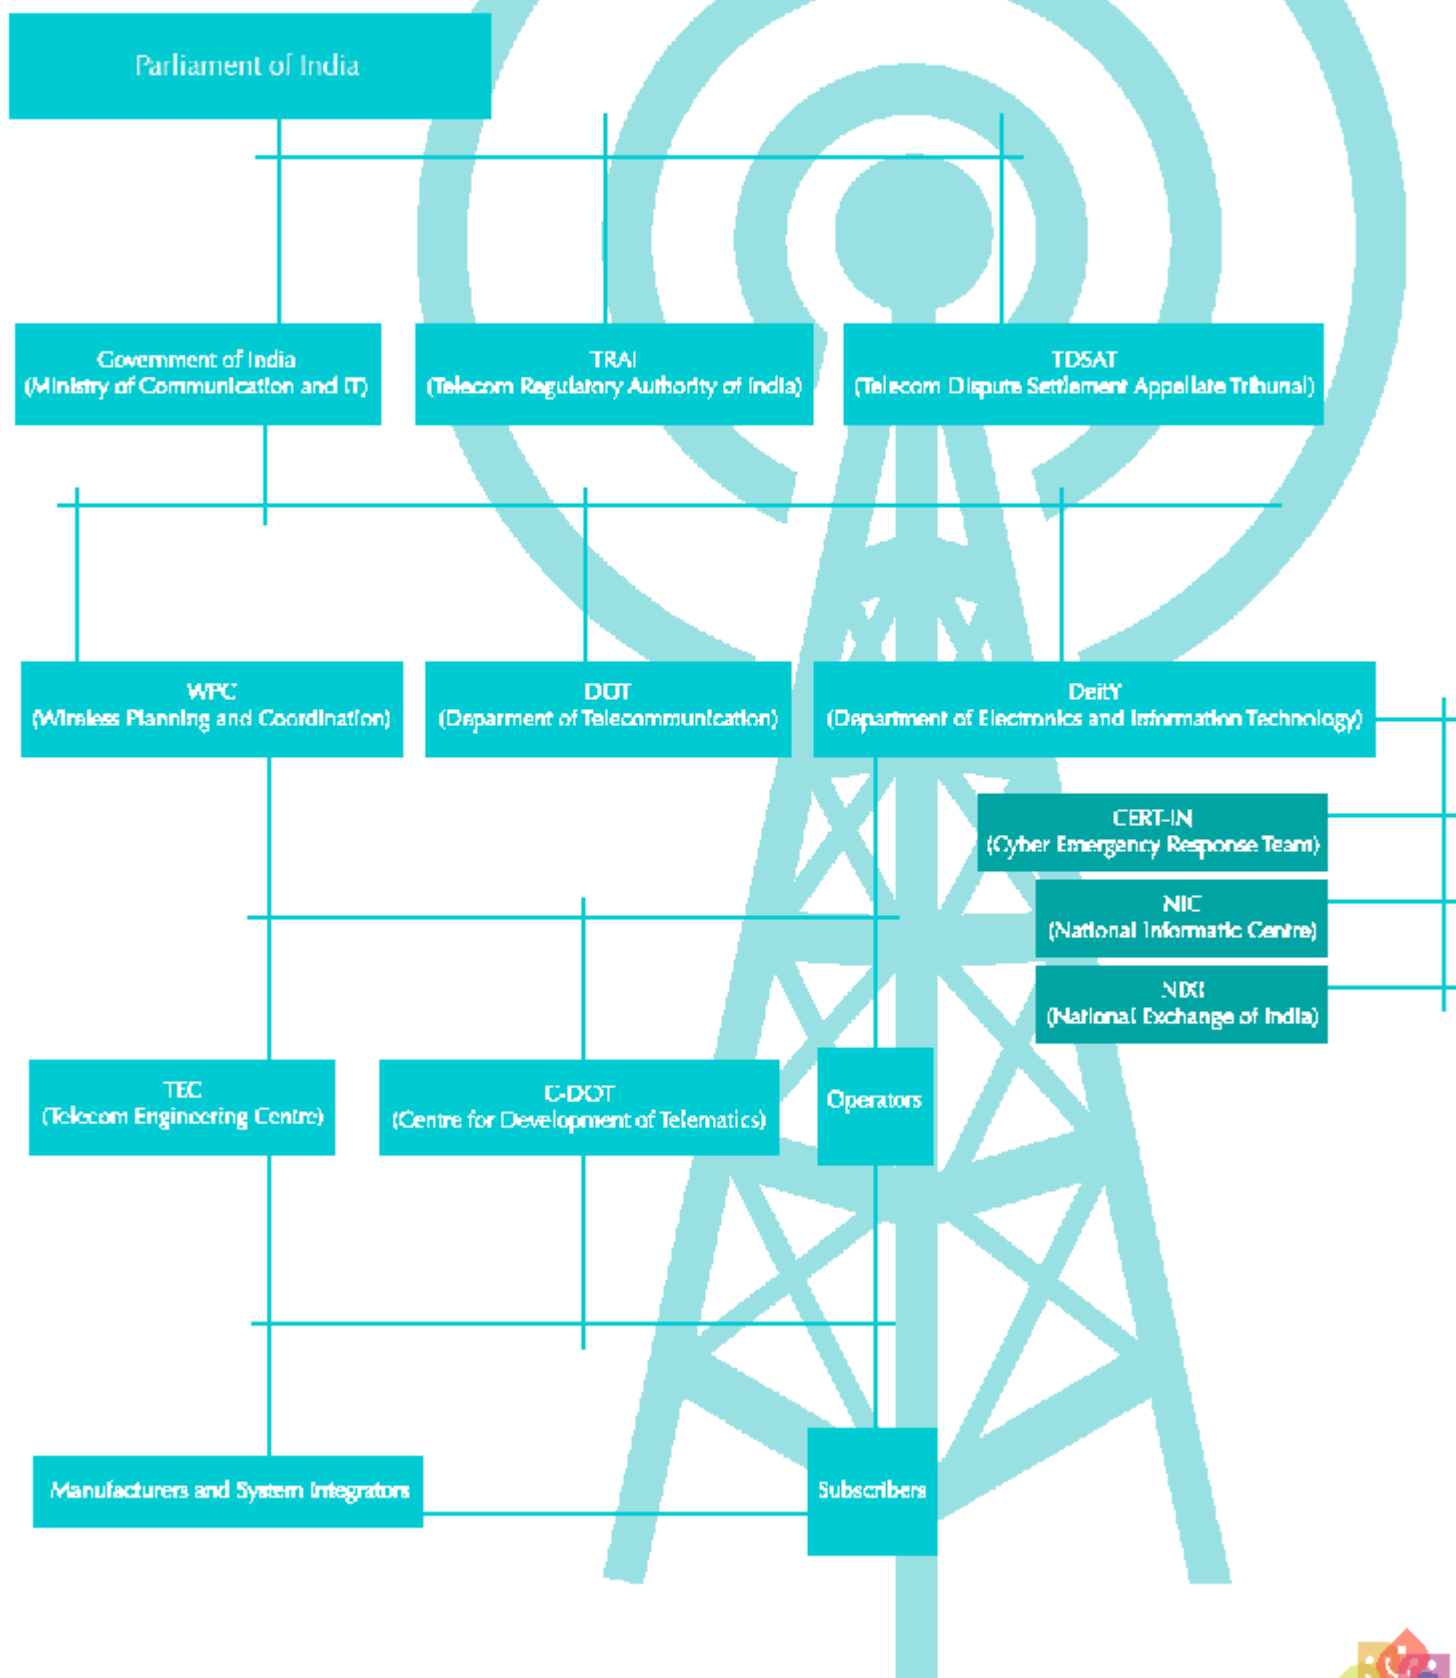 Parliament of India
Government of India
(Ministry of Communication and IT)
TRAI
(Telecom Regulatory Authority of India)
TDSAT
(Telecom Dispute Settlement Appellate Tribunal)
WPC
(Wireless Planning and Coordination)
DOT
(Deparment of Telecommunication)
DeitY
(Department of Electronics and Information Technology)
CERT-IN
(Cyber Emergency Response Team)
NIC
(National Informatic Centre)
NIXI
(National Exchange of India)
TEC
(Telecom Engineering Centre)
C-DOT
(Centre for Development of Telematics)
Operators
Manufacturers and System Integrators
Subscribers